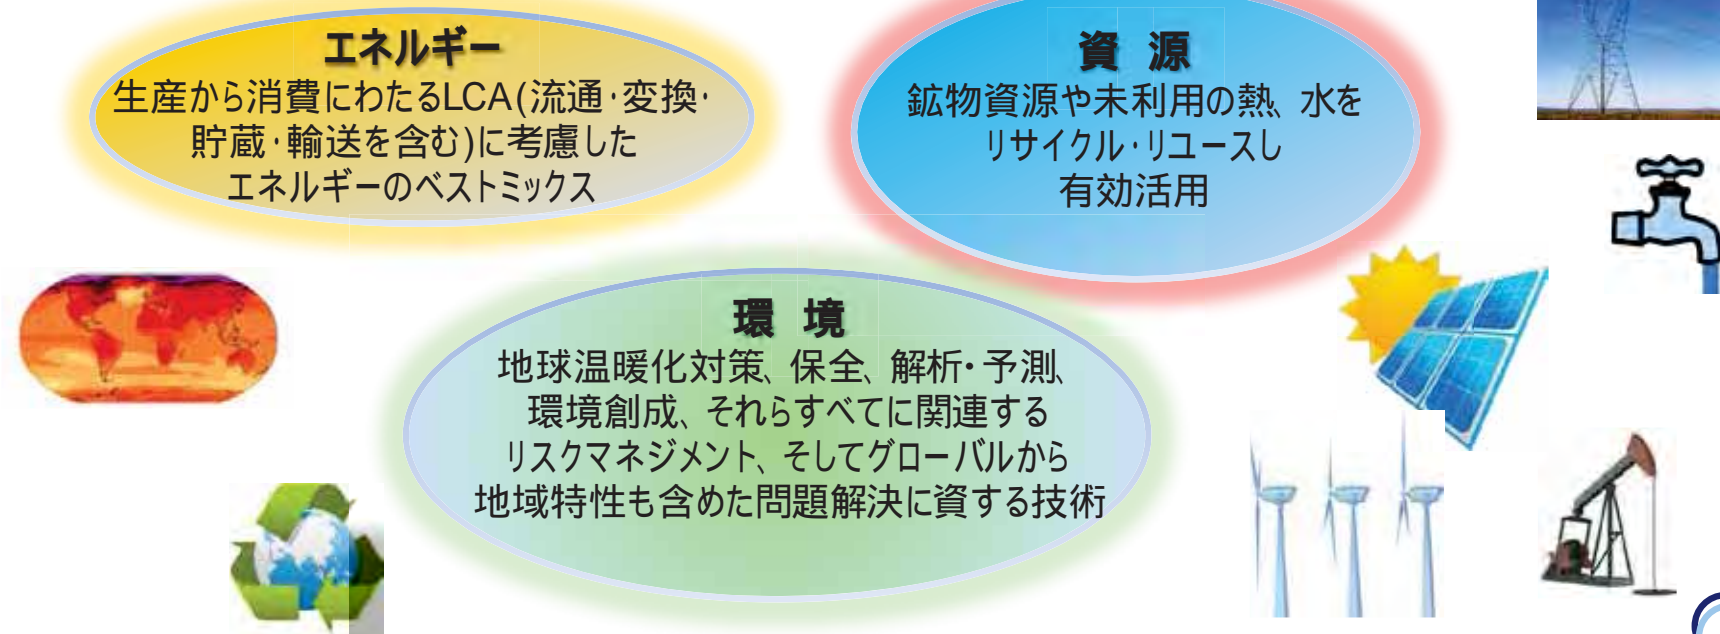 エネルギー
生産から消費にわたるLCA(流通･変換･
貯蔵･輸送を含む)に考慮した
エネルギーのベストミックス
資 源
鉱物資源や未利用の熱、水を
リサイクル･リユースし
有効活用
環 境
地球温暖化対策、保全、解析･予測、
環境創成、それらすべてに関連する
リスクマネジメント、そしてグローバルから
地域特性も含めた問題解決に資する技術